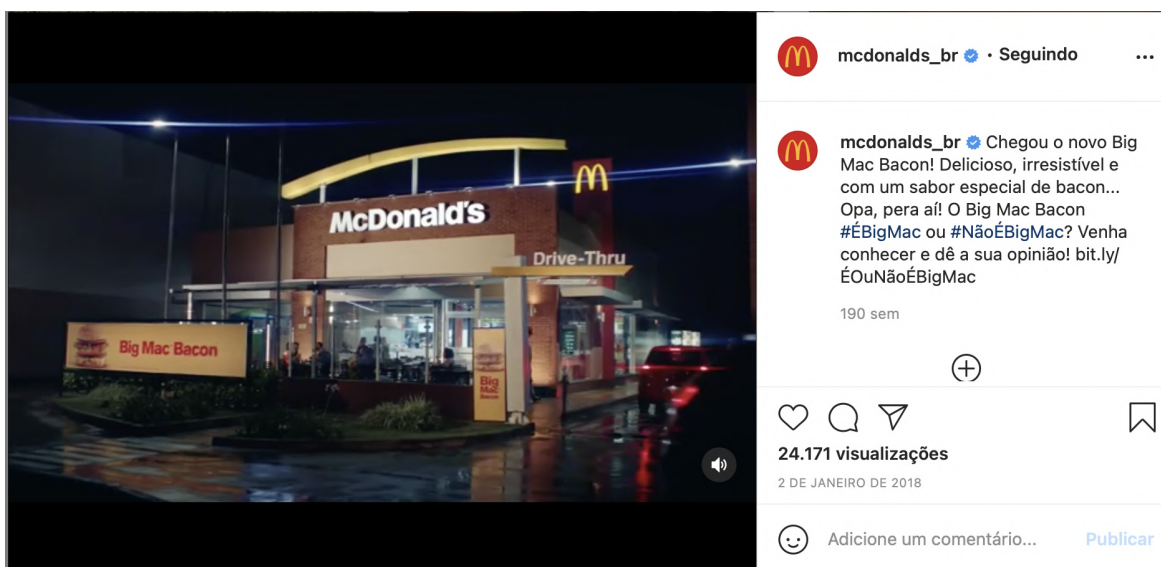 McDonald's
Drive-Thru
Big Mac Bacon
Big
Mac
Bacon
mcdonalds_br • Seguindo
mcdonalds_br Chegou o novo Big
Mac Bacon! Delicioso, irresistível e
com um sabor especial de bacon...
Opa, pera aí! O Big Mac Bacon
#ÉBigMac ou #NãoÉBigMac? Venha
conhecer e dê a sua opinião! bit.ly/
ÉOuNãoÉBigMac
190 sem
24.171 visualizações
2 DE JANEIRO DE 2018
Adicione um comentário... Publicar